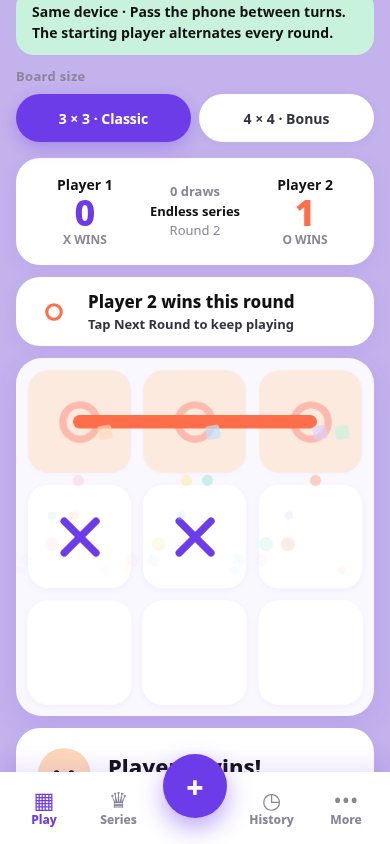 Same device · Pass the phone between turns.
The starting player alternates every round.
Board size
3 × 3 · Classic
4 × 4 · Bonus
Player 1
0
X WINS
0 draws
Endless series
Round 2
Player 2
1
O WINS
Player 2 wins this round
Tap Next Round to keep playing
Play
Series
+
History
More